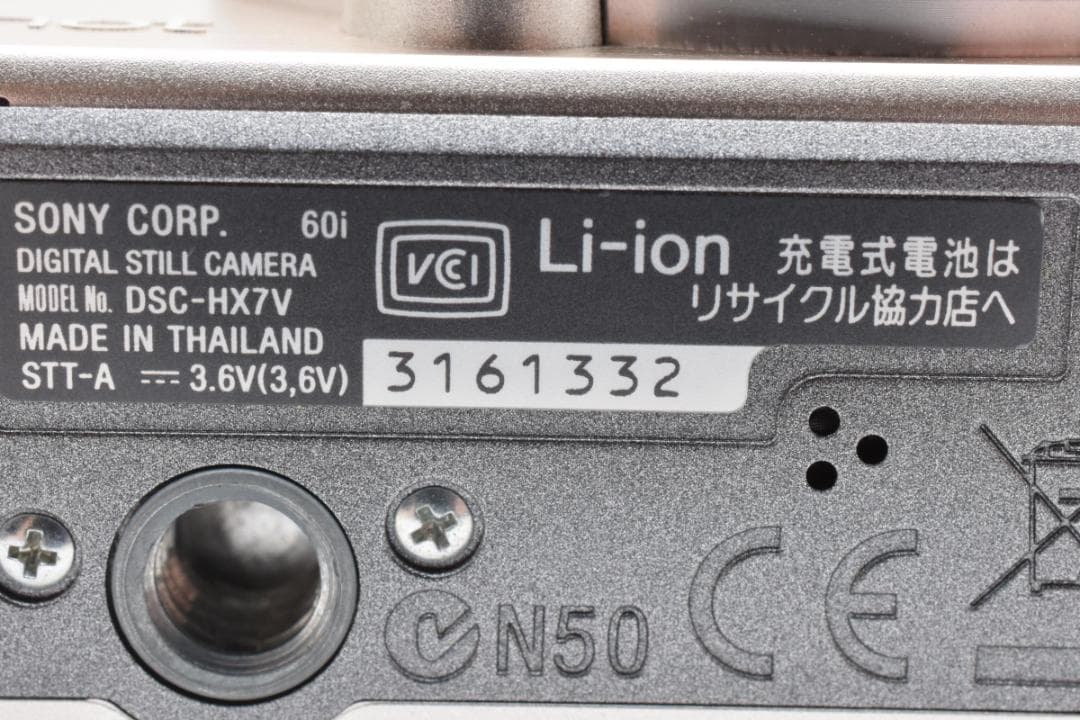 SONY CORP. 60i
DIGITAL STILL CAMERA
MODEL No. DSC-HX7V
MADE IN THAILAND
STT-A ⎓ 3.6V(3,6V)
VCCI
Li-ion 充電式電池は
リサイクル協力店へ
3161332
N50
CE